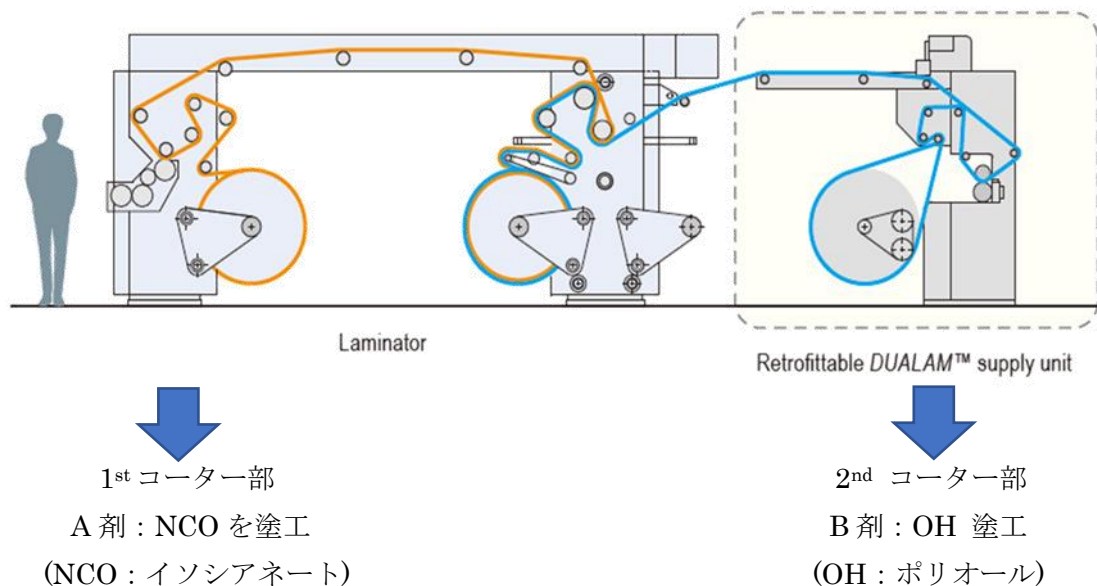 Laminator
Retrofittable DUALAM™ supply unit
1st コーター部
A 剤：NCO を塗工
(NCO：イソシアネート)
2nd コーター部
B 剤：OH 塗工
(OH：ポリオール)